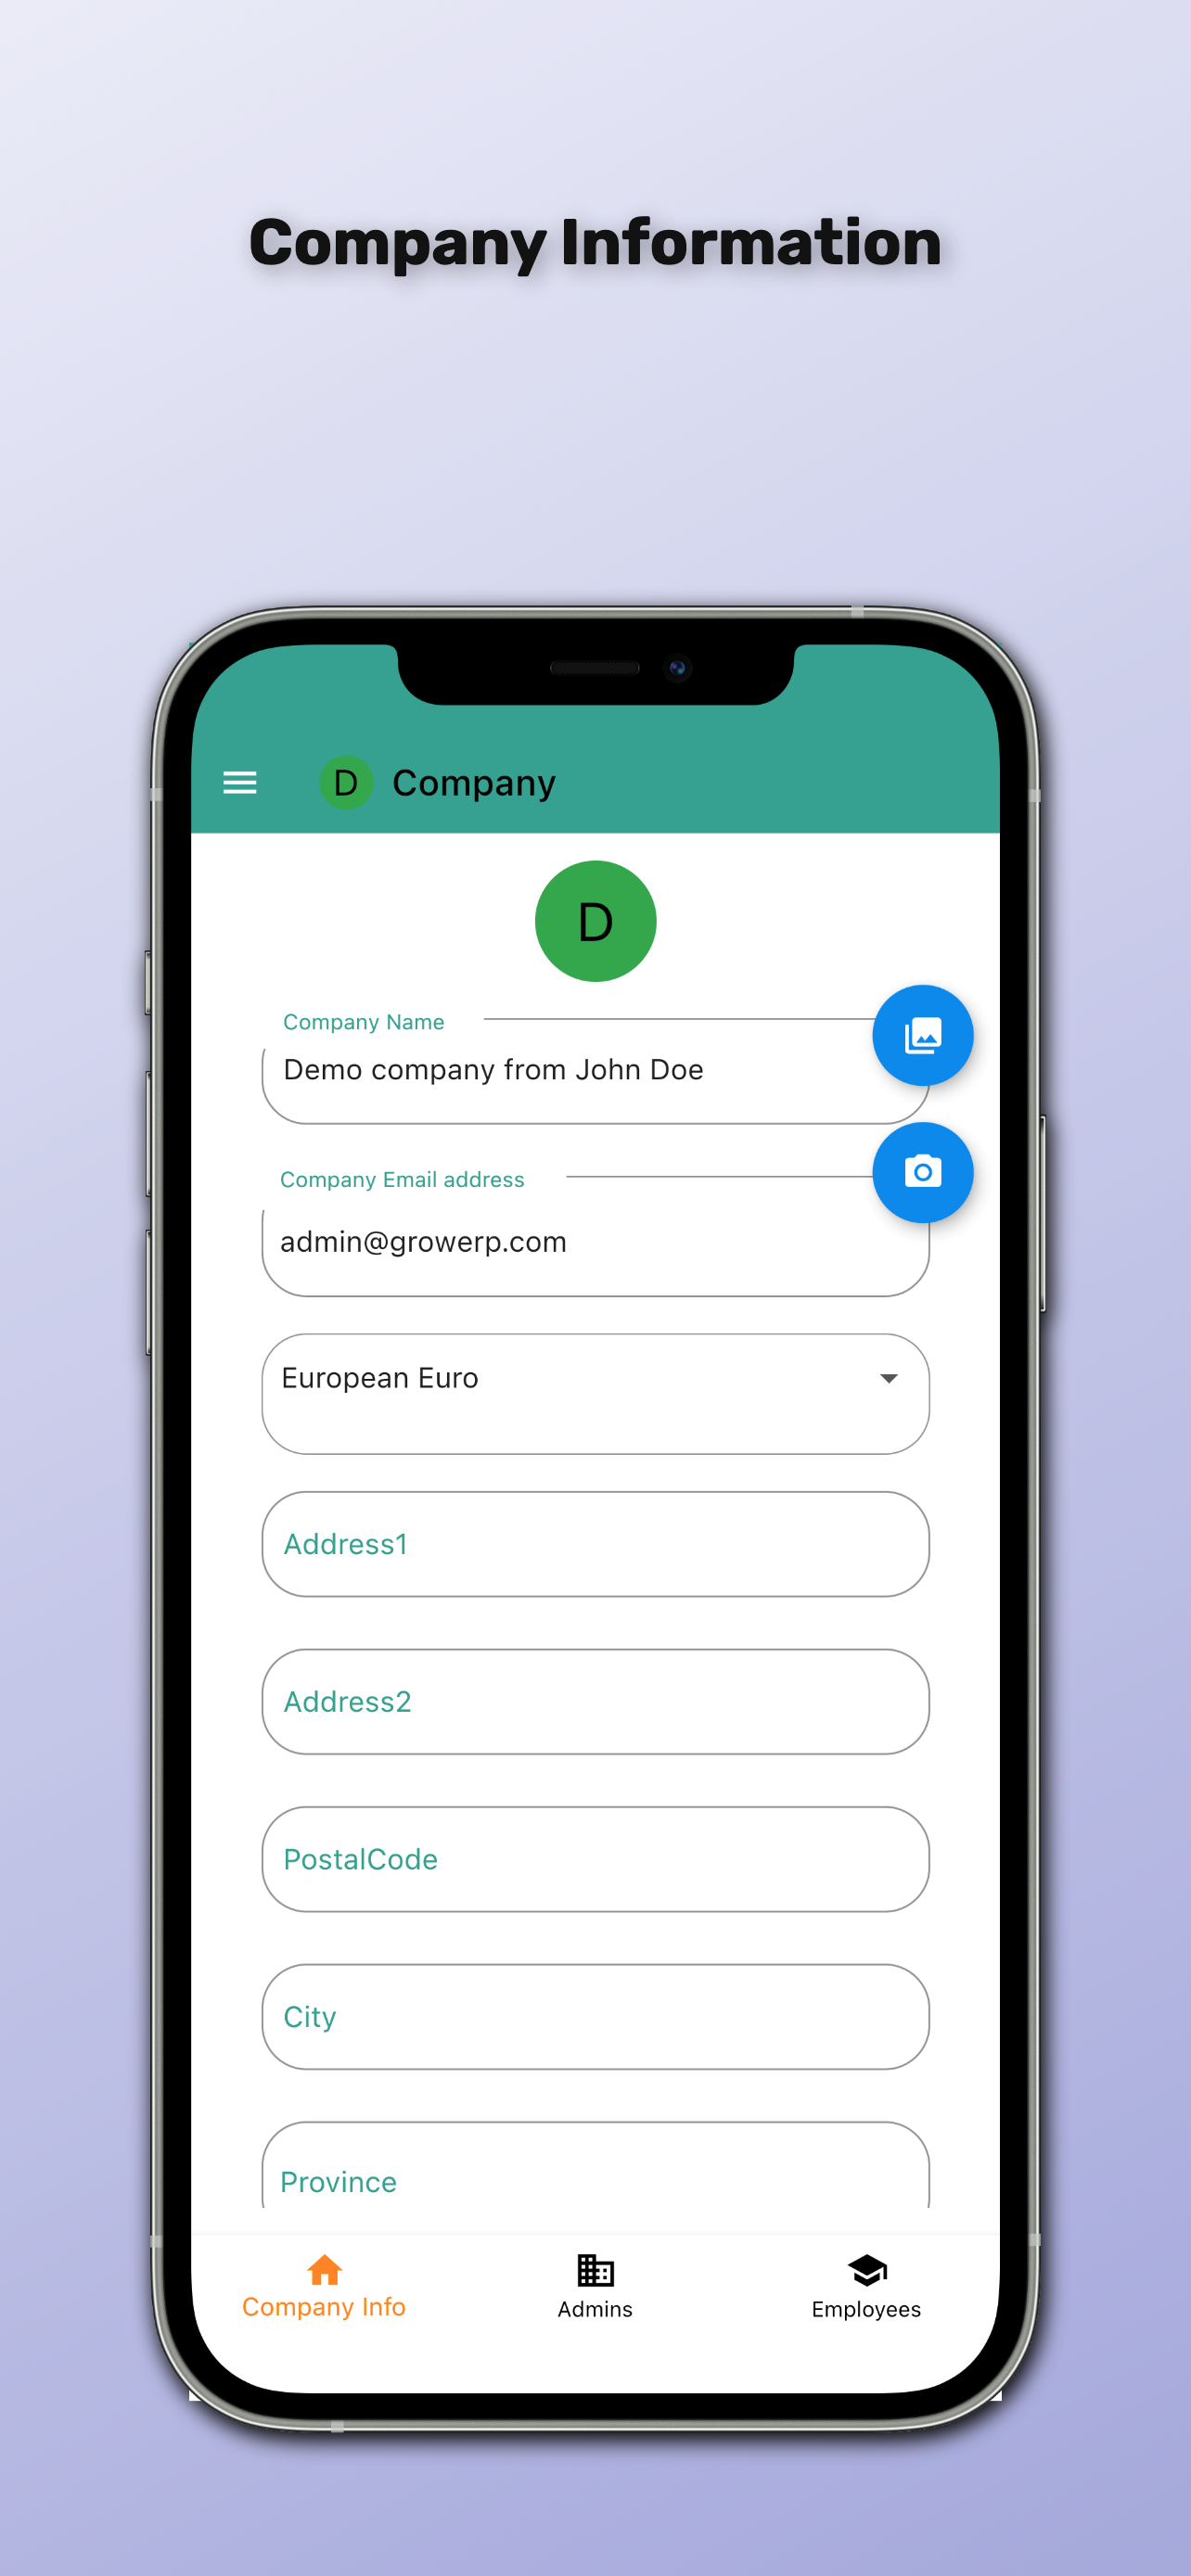 Company Information
D Company
D
Company Name
Demo company from John Doe
Company Email address
admin@growerp.com
European Euro
Address1
Address2
PostalCode
City
Province
Company Info Admins Employees